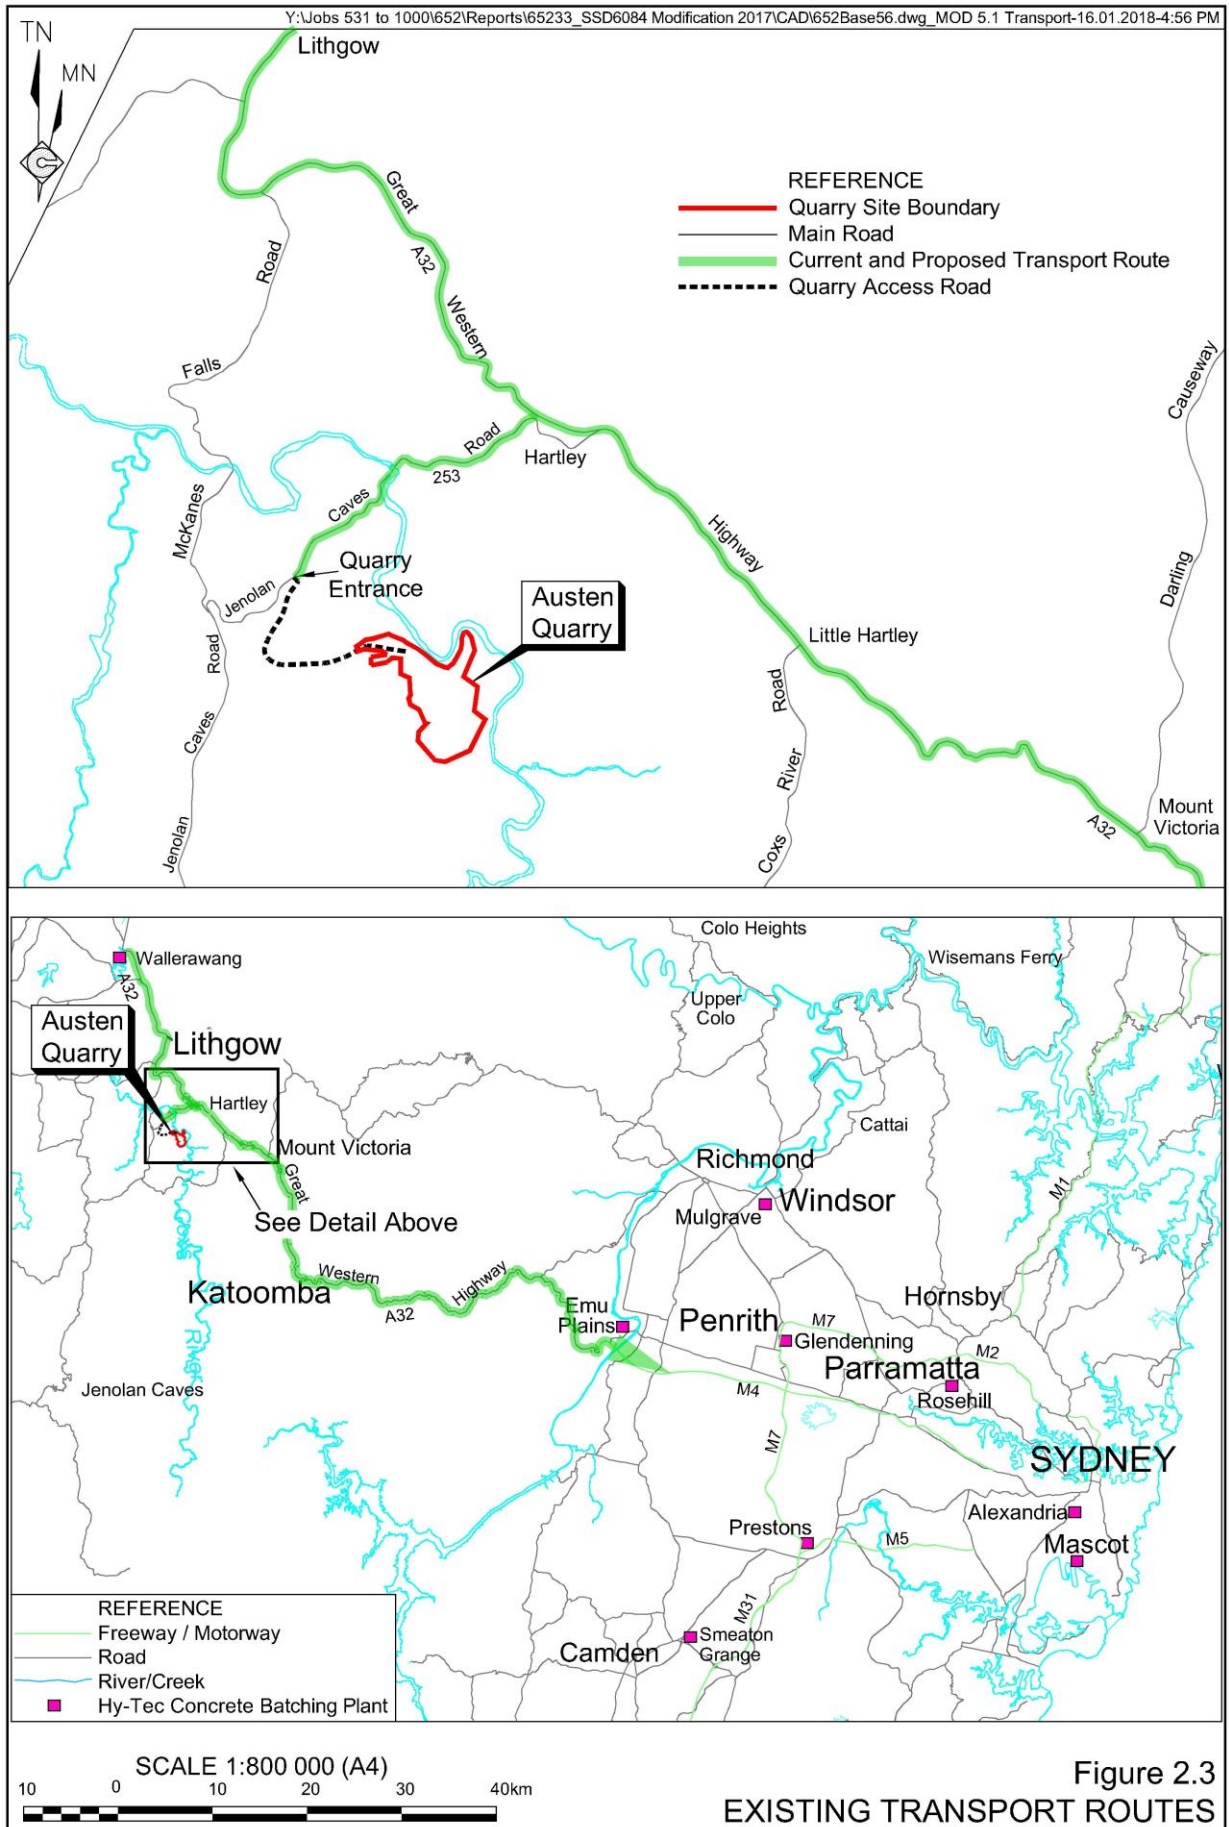 Y:\Jobs 531 to 1000\652\Reports\65233_SSD6084 Modification 2017\CAD\652Base56.dwg_MOD 5.1 Transport-16.01.2018-4:56 PM
TN
MN
Lithgow
REFERENCE
Quarry Site Boundary
Main Road
Current and Proposed Transport Route
Quarry Access Road
Great
A32
Western
Road
Falls
McKanes
Road
Caves
Jenolan
Jenolan
Caves
Road
253
Hartley
Quarry
Entrance
Austen
Quarry
Highway
Little Hartley
Road
River
Coxs
Causeway
Darling
Mount
Victoria
A32
Wallerawang
A32
Austen
Quarry
Lithgow
Hartley
Mount Victoria
Great
See Detail Above
Coxs
River
Katoomba
Western
A32
Highway
Jenolan Caves
Colo Heights
Upper
Colo
Wisemans Ferry
Cattai
Richmond
Windsor
Mulgrave
M1
Hornsby
Emu
Plains
Penrith
M7
Glendenning
Parramatta
M2
Rosehill
M4
M7
SYDNEY
Alexandria
Mascot
Prestons
M5
M31
Smeaton
Grange
Camden
REFERENCE
Freeway / Motorway
Road
River/Creek
Hy-Tec Concrete Batching Plant
SCALE 1:800 000 (A4)
10 0 10 20 30 40km
Figure 2.3
EXISTING TRANSPORT ROUTES